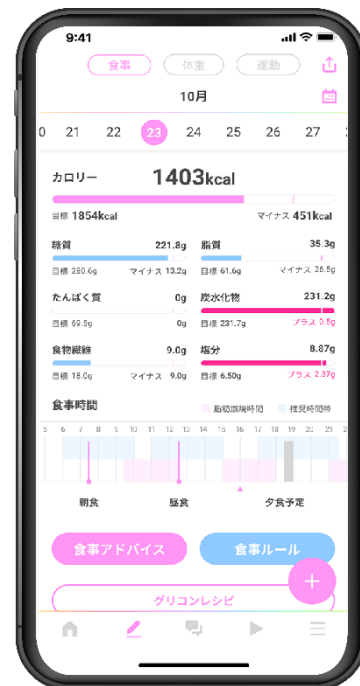 9:41
食事 体重 運動
10月
0 21 22 23 24 25 26 27
カロリー 1403kcal
目標 1854kcal マイナス 451kcal
糖質 221.8g 脂質 35.3g
目標 280.6g マイナス 13.2g 目標 61.6g マイナス 26.5g
たんぱく質 0g 炭水化物 231.2g
目標 69.5g 0g 目標 231.7g プラス 0.5g
食物繊維 9.0g 塩分 8.87g
目標 18.0g マイナス 9.0g 目標 6.50g プラス 2.37g
食事時間 脂肪燃焼時間 推奨時間帯
5 6 7 8 9 10 11 12 13 14 15 16 17 18 19 20 21
朝食 昼食 夕食予定
食事アドバイス 食事ルール
+
グリコンレシピ